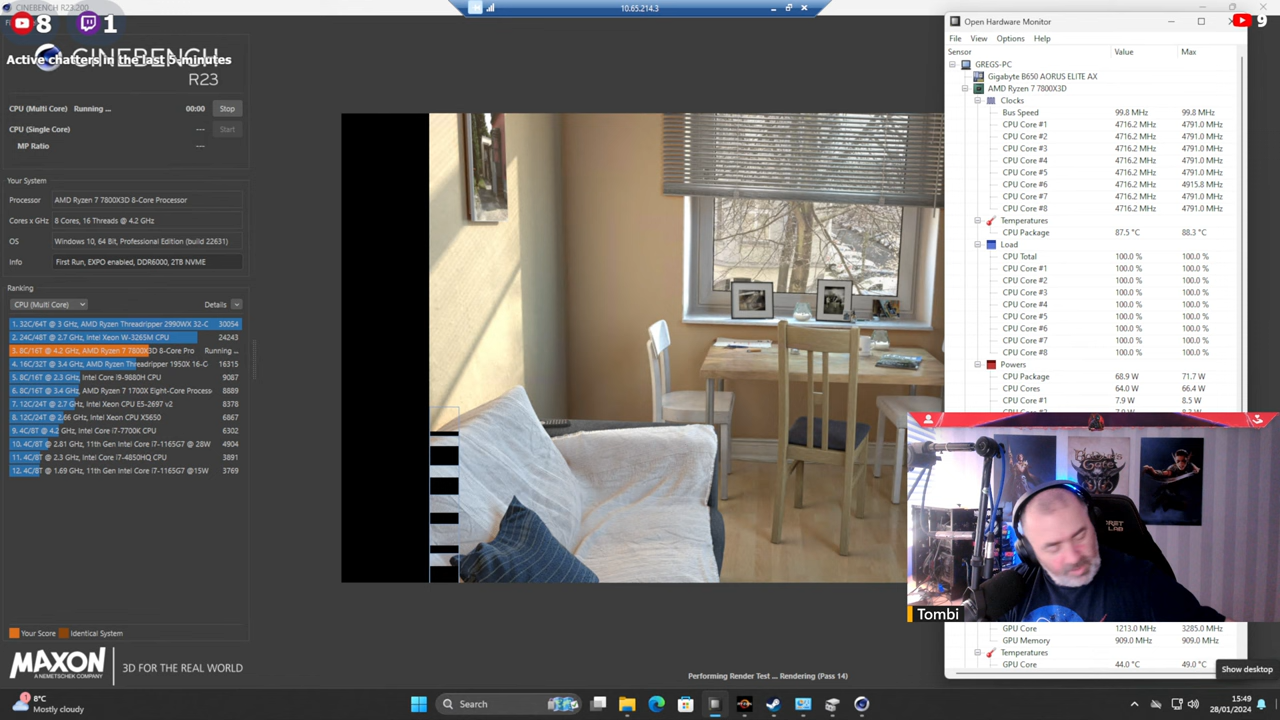 CINEBENCH R23.200
10.65.214.3
8
1
CINEBENCH
R23
Active chatters in the last 5 minutes
CPU (Multi Core) Running ... 00:00 Stop
CPU (Single Core) --- Start
MP Ratio ---
Your System
Processor AMD Ryzen 7 7800X3D 8-Core Processor
Cores x GHz 8 Cores, 16 Threads @ 4.2 GHz
OS Windows 10, 64 Bit, Professional Edition (build 22631)
Info First Run, EXPO enabled, DDR6000, 2TB NVME
Ranking
CPU (Multi Core) Details
1. 32C/64T @ 3 GHz, AMD Ryzen Threadripper 2990WX 32-C 30054
2. 24C/48T @ 2.7 GHz, Intel Xeon W-3265M CPU 24243
3. 8C/16T @ 4.2 GHz, AMD Ryzen 7 7800X3D 8-Core Pro Running ...
4. 16C/32T @ 3.4 GHz, AMD Ryzen Threadripper 1950X 16-C 16315
5. 8C/16T @ 2.3 GHz, Intel Core i9-9880H CPU 9087
6. 8C/16T @ 3.4 GHz, AMD Ryzen 7 1700X Eight-Core Process 8889
7. 12C/24T @ 2.7 GHz, Intel Xeon CPU E5-2697 v2 8378
8. 12C/24T @ 2.66 GHz, Intel Xeon CPU X5650 6867
9. 4C/8T @ 4.2 GHz, Intel Core i7-7700K CPU 6302
10. 4C/8T @ 2.81 GHz, 11th Gen Intel Core i7-1165G7 @ 28W 4904
11. 4C/8T @ 2.3 GHz, Intel Core i7-4850HQ CPU 3891
12. 4C/8T @ 1.69 GHz, 11th Gen Intel Core i7-1165G7 @15W 3769
Your Score Identical System
MAXON
A NEMETSCHEK COMPANY
3D FOR THE REAL WORLD
Performing Render Test ... Rendering (Pass 14)
Open Hardware Monitor
9
File View Options Help
Sensor Value Max
GREGS-PC
Gigabyte B650 AORUS ELITE AX
AMD Ryzen 7 7800X3D
Clocks
Bus Speed 99.8 MHz 99.8 MHz
CPU Core #1 4716.2 MHz 4791.0 MHz
CPU Core #2 4716.2 MHz 4791.0 MHz
CPU Core #3 4716.2 MHz 4791.0 MHz
CPU Core #4 4716.2 MHz 4791.0 MHz
CPU Core #5 4716.2 MHz 4791.0 MHz
CPU Core #6 4716.2 MHz 4915.8 MHz
CPU Core #7 4716.2 MHz 4791.0 MHz
CPU Core #8 4716.2 MHz 4791.0 MHz
Temperatures
CPU Package 87.5 °C 88.3 °C
Load
CPU Total 100.0 % 100.0 %
CPU Core #1 100.0 % 100.0 %
CPU Core #2 100.0 % 100.0 %
CPU Core #3 100.0 % 100.0 %
CPU Core #4 100.0 % 100.0 %
CPU Core #5 100.0 % 100.0 %
CPU Core #6 100.0 % 100.0 %
CPU Core #7 100.0 % 100.0 %
CPU Core #8 100.0 % 100.0 %
Powers
CPU Package 68.9 W 71.7 W
CPU Cores 64.0 W 66.4 W
CPU Core #1 7.9 W 8.5 W
Tombi
GPU Core 1213.0 MHz 3285.0 MHz
GPU Memory 909.0 MHz 909.0 MHz
Temperatures
GPU Core 44.0 °C 49.0 °C
Show desktop
8°C
Mostly cloudy
Search
15:49
28/01/2024